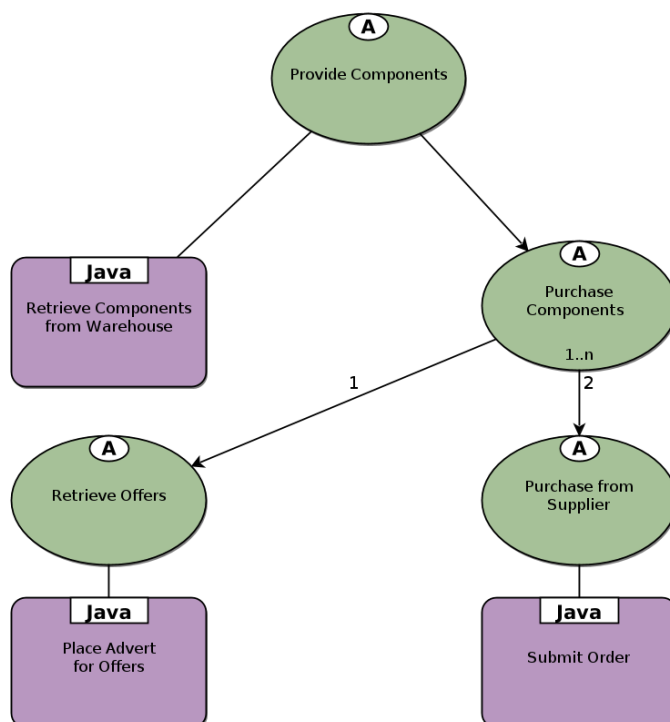 A
Provide Components
Java
Retrieve Components
from Warehouse
A
Purchase
Components
1..n
1
2
A
Retrieve Offers
A
Purchase from
Supplier
Java
Place Advert
for Offers
Java
Submit Order